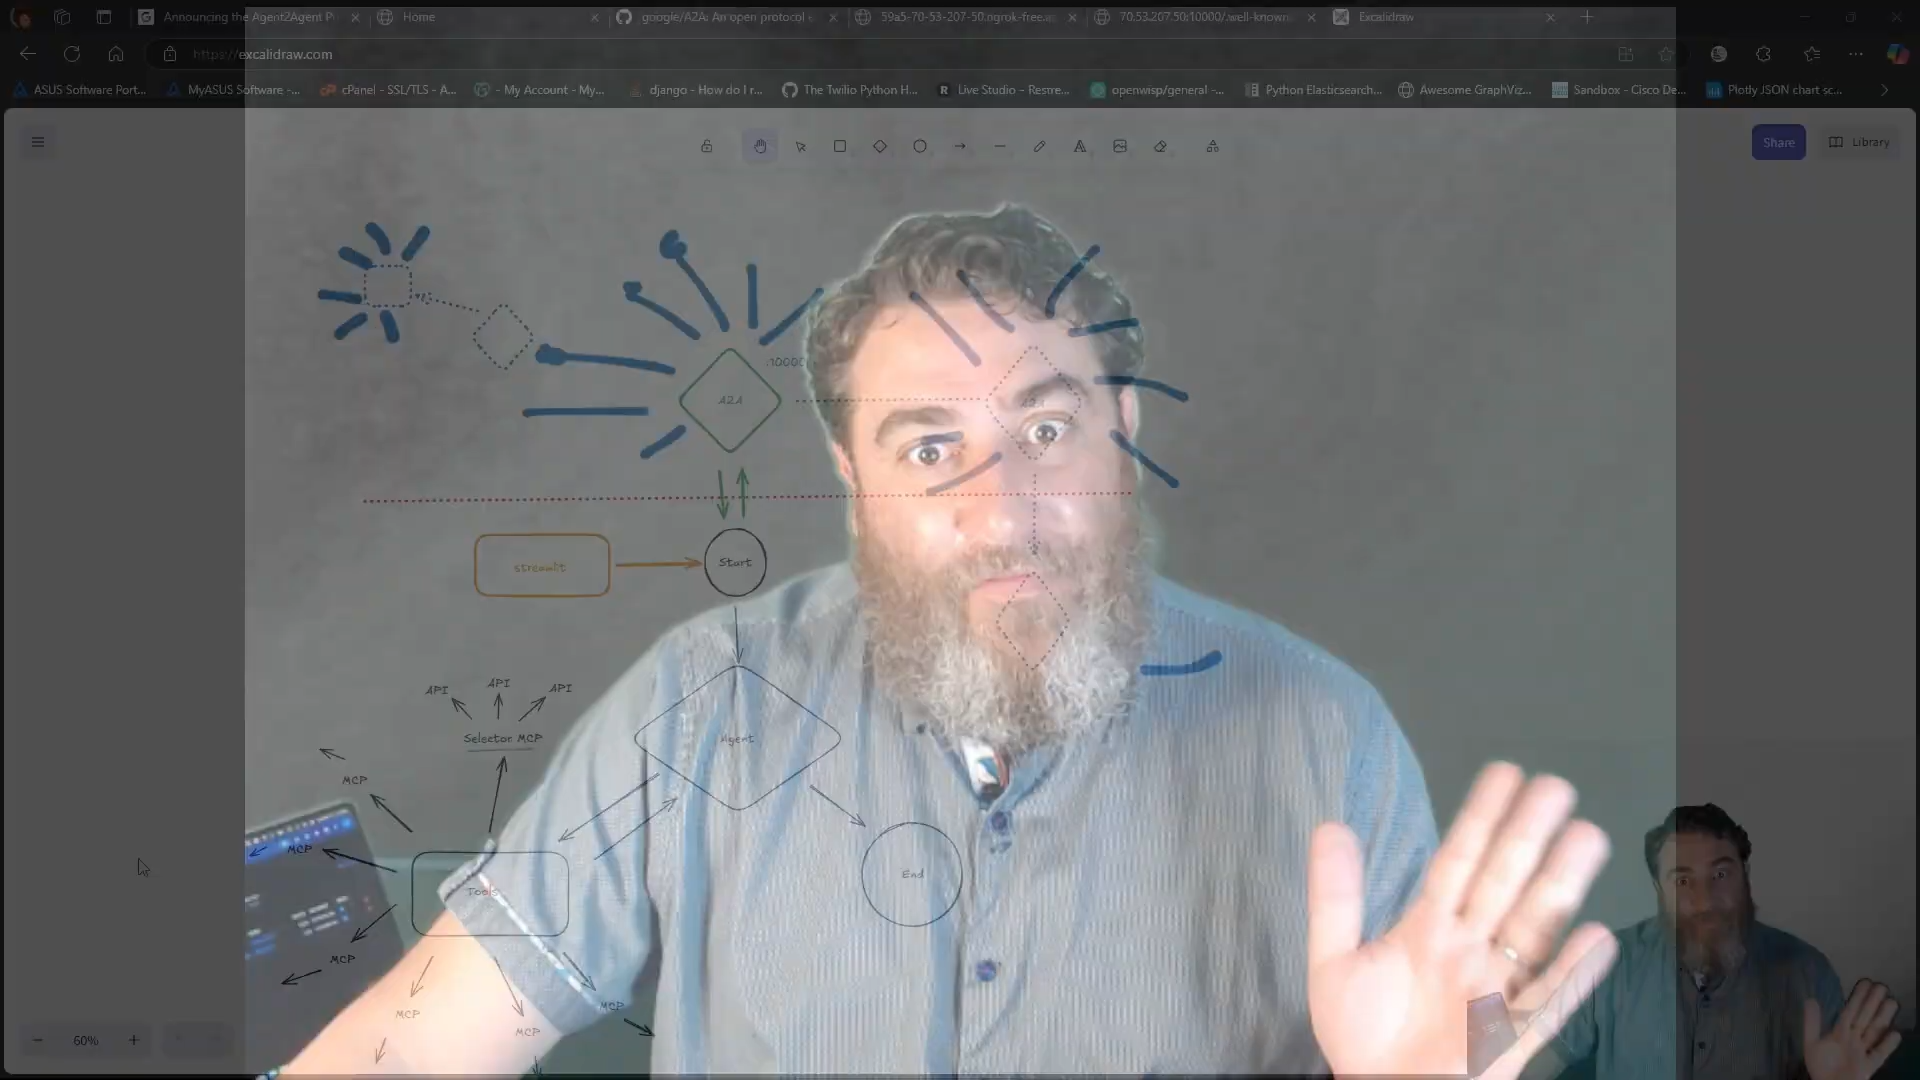 Announcing the Agent2Agent P
Home
google/A2A: An open protocol
59a5-70-53-207-50.ngrok-free.a
70.53.207.50:10000/.well-known
Excalidraw
https://excalidraw.com
ASUS Software Port...
MyASUS Software -...
cPanel - SSL/TLS - A...
- My Account - My...
django - How do I r...
The Twilio Python H...
Live Studio – Resre...
openwisp/general -...
Python Elasticsearch...
Awesome GraphViz...
Sandbox - Cisco De...
Plotly JSON chart sc...
Share
Library
:10000
A2A
A2A
streamlit
Start
API
API
API
Selector MCP
Agent
MCP
MCP
Tools
End
MCP
MCP
MCP
MCP
60%